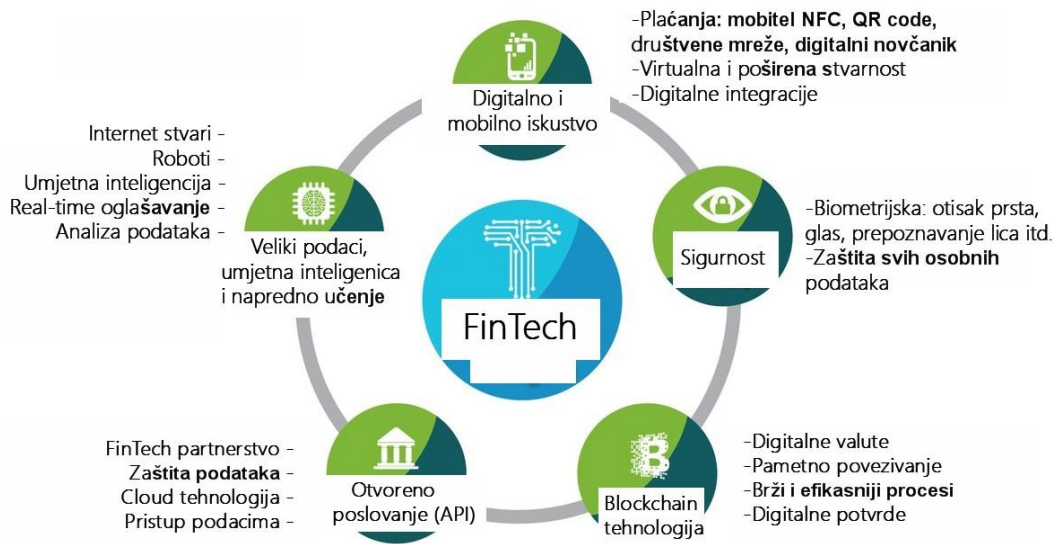 -Plaćanja: mobitel NFC, QR code,
društvene mreže, digitalni novčanik
-Virtualna i poširena stvarnost
-Digitalne integracije
Digitalno i
mobilno iskustvo
Internet stvari -
Roboti -
Umjetna inteligencija -
Real-time oglašavanje -
Analiza podataka -
Veliki podaci,
umjetna inteligenica
i napredno učenje
Sigurnost
-Biometrijska: otisak prsta,
glas, prepoznavanje lica itd.
-Zaštita svih osobnih
podataka
FinTech
FinTech partnerstvo -
Zaštita podataka -
Cloud tehnologija -
Pristup podacima -
Otvoreno
poslovanje (API)
Blockchain
tehnologija
-Digitalne valute
-Pametno povezivanje
-Brži i efikasniji procesi
-Digitalne potvrde